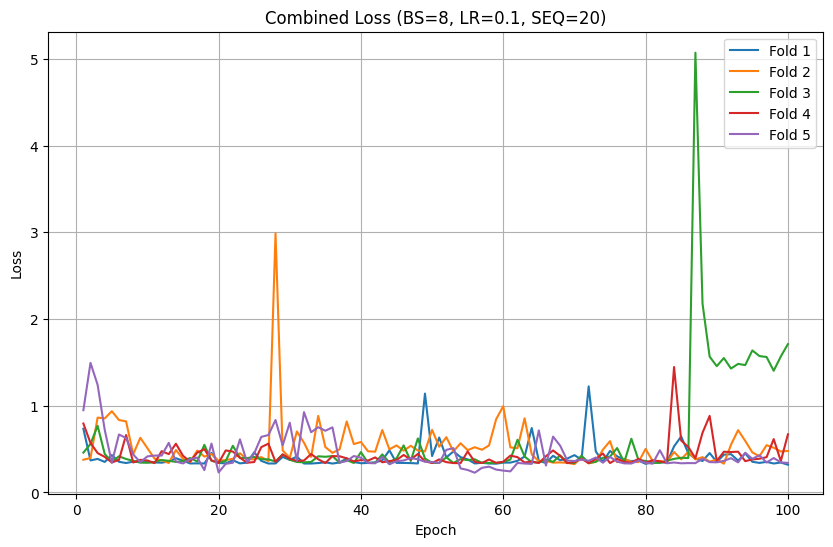 Combined Loss (BS=8, LR=0.1, SEQ=20)
Fold 1
Fold 2
Fold 3
Fold 4
Fold 5
5
4
3
2
1
0
Loss
0 20 40 60 80 100
Epoch